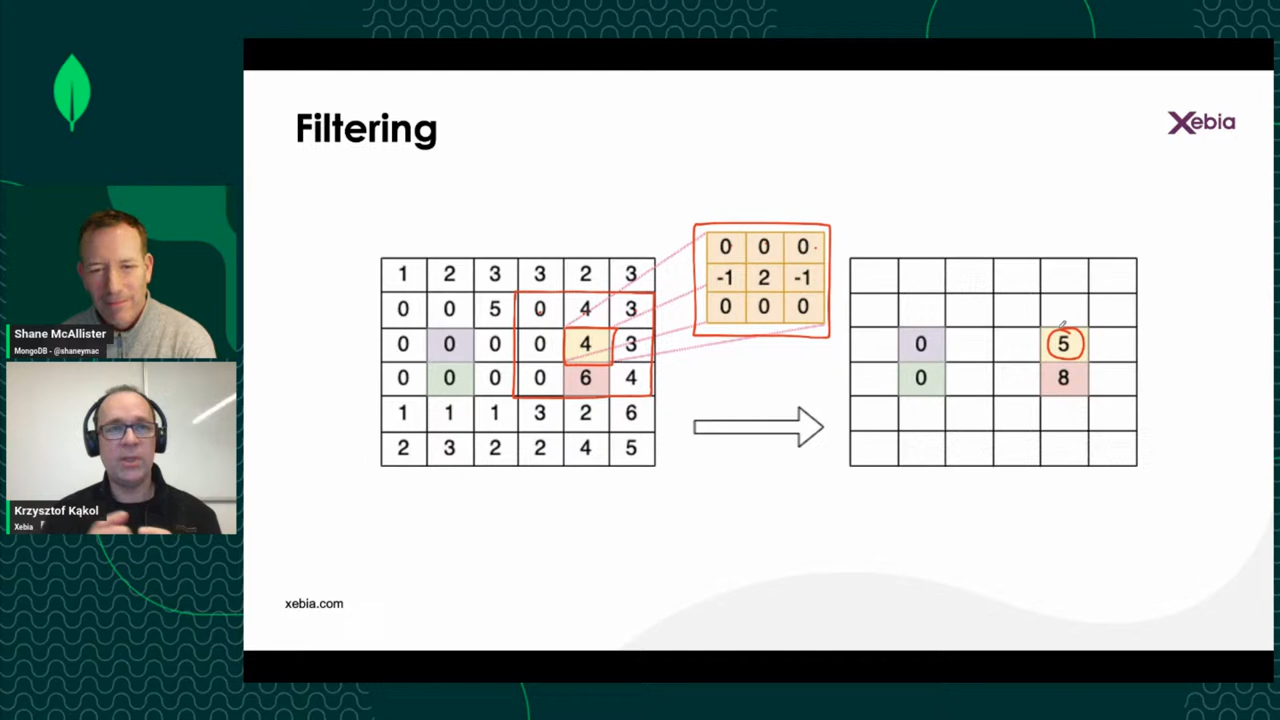 Filtering
Xebia
0 0 0
-1 2 -1
0 0 0
1 2 3 3 2 3
0 0 5 0 4 3
0 0 0 0 4 3
0 0 0 0 6 4
1 1 1 3 2 6
2 3 2 2 4 5
0 5
0 8
Shane McAllister
MongoDB - @shaneymac
Krzysztof Kąkol
Xebia
xebia.com